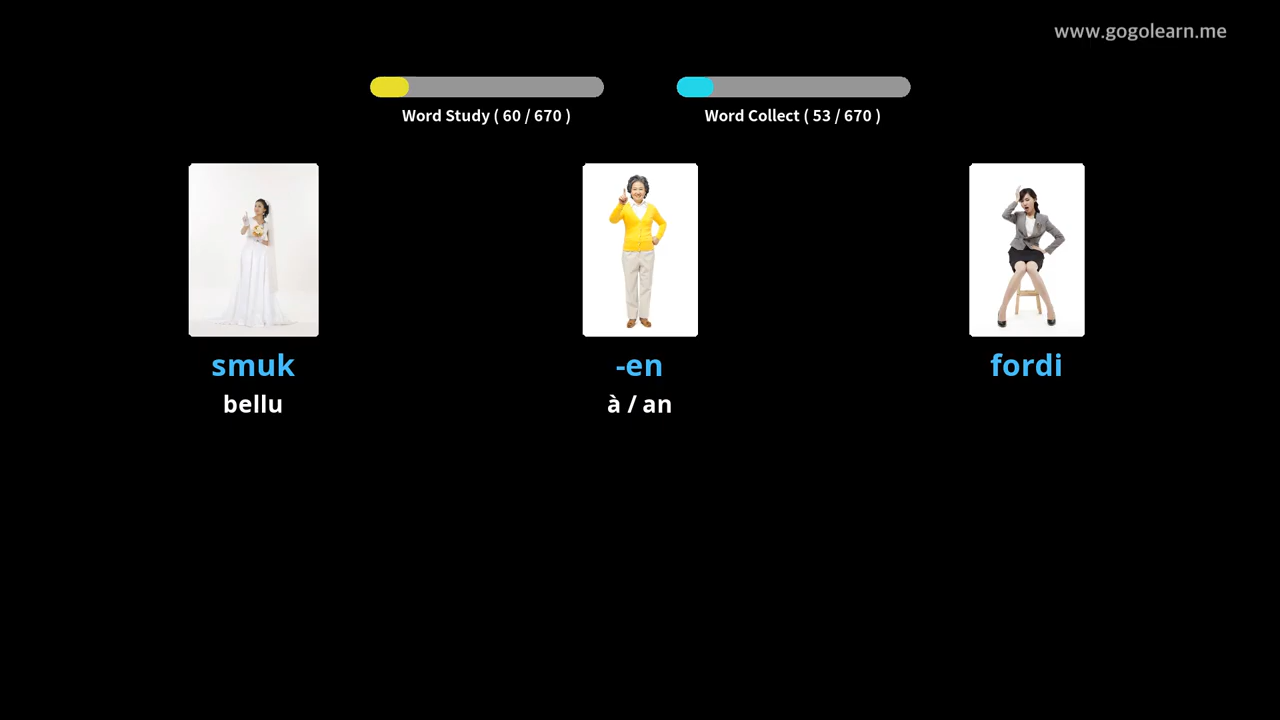 www.gogolearn.me
Word Study ( 60 / 670 )
Word Collect ( 53 / 670 )
smuk
-en
fordi
bellu
à / an